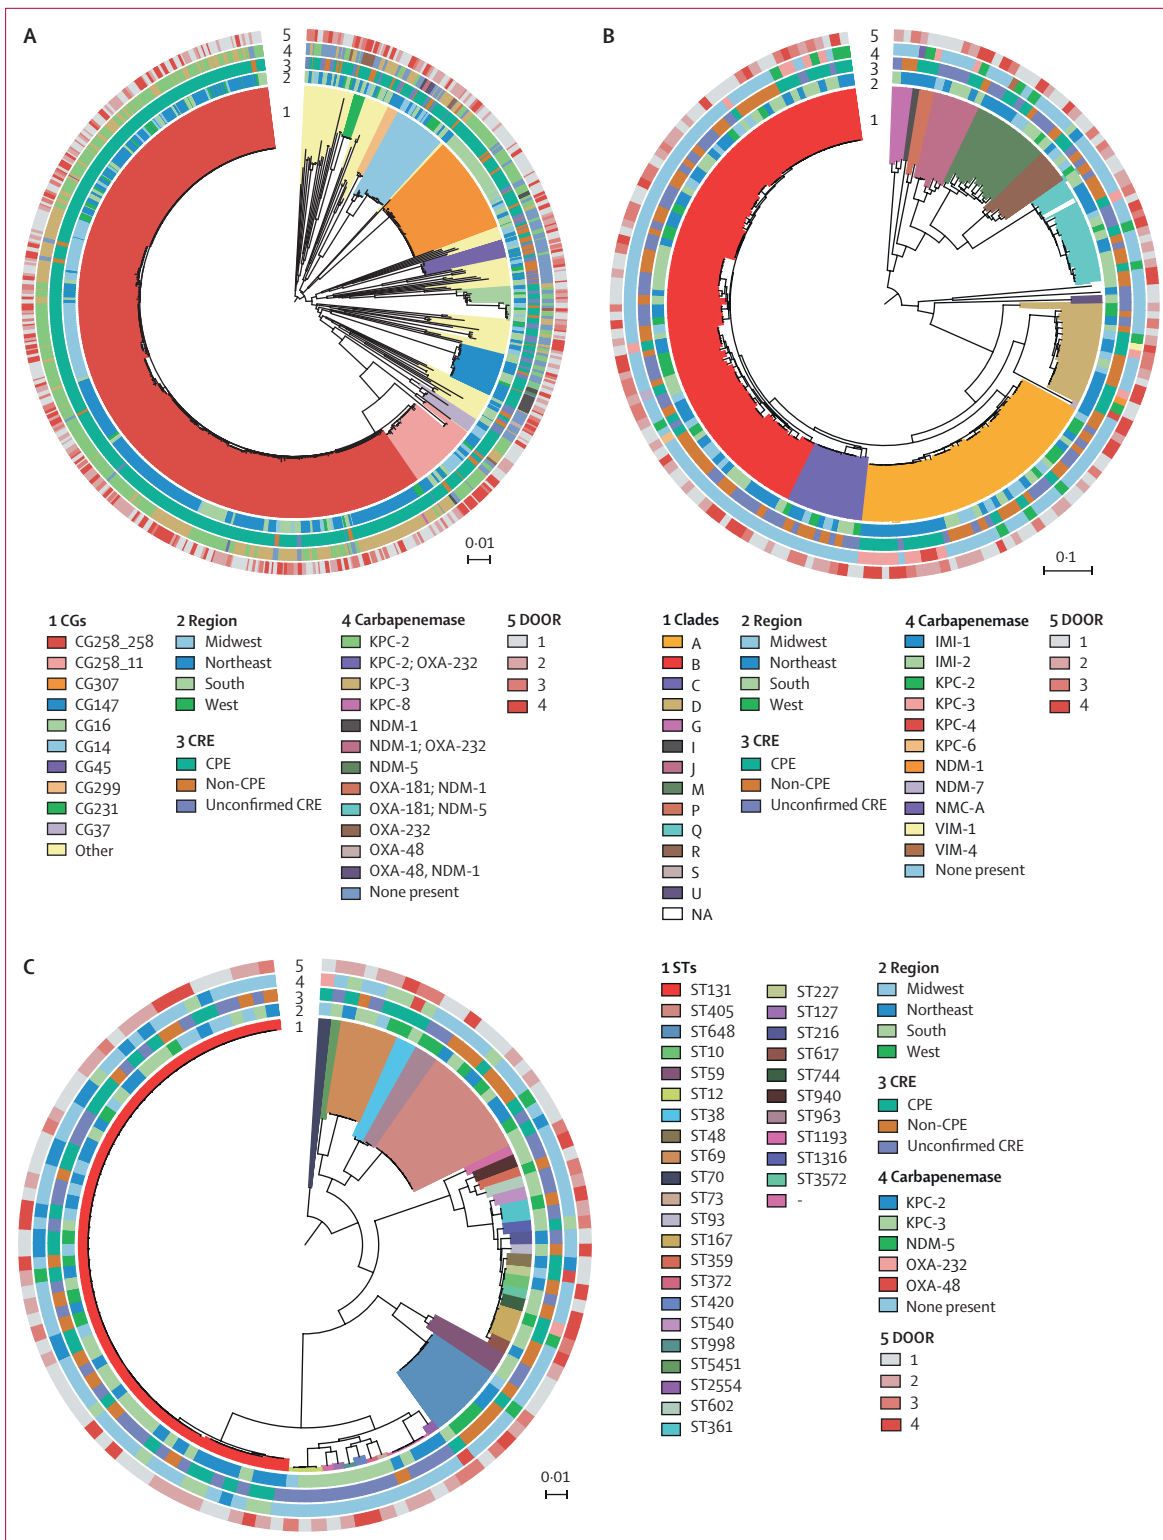 A
5
4
3
2
1
0·01
1 CGs
CG258_258
CG258_11
CG307
CG147
CG16
CG14
CG45
CG299
CG231
CG37
Other
2 Region
Midwest
Northeast
South
West
3 CRE
CPE
Non-CPE
Unconfirmed CRE
4 Carbapenemase
KPC-2
KPC-2; OXA-232
KPC-3
KPC-8
NDM-1
NDM-1; OXA-232
NDM-5
OXA-181; NDM-1
OXA-181; NDM-5
OXA-232
OXA-48
OXA-48, NDM-1
None present
5 DOOR
1
2
3
4
B
5
4
3
2
1
0·1
1 Clades
A
B
C
D
G
I
J
M
P
Q
R
S
U
NA
2 Region
Midwest
Northeast
South
West
3 CRE
CPE
Non-CPE
Unconfirmed CRE
4 Carbapenemase
IMI-1
IMI-2
KPC-2
KPC-3
KPC-4
KPC-6
NDM-1
NDM-7
NMC-A
VIM-1
VIM-4
None present
5 DOOR
1
2
3
4
C
5
4
3
2
1
0·01
1 STs
ST131
ST405
ST648
ST10
ST59
ST12
ST38
ST48
ST69
ST70
ST73
ST93
ST167
ST359
ST372
ST420
ST540
ST998
ST5451
ST2554
ST602
ST361
ST227
ST127
ST216
ST617
ST744
ST940
ST963
ST1193
ST1316
ST3572
-
2 Region
Midwest
Northeast
South
West
3 CRE
CPE
Non-CPE
Unconfirmed CRE
4 Carbapenemase
KPC-2
KPC-3
NDM-5
OXA-232
OXA-48
None present
5 DOOR
1
2
3
4